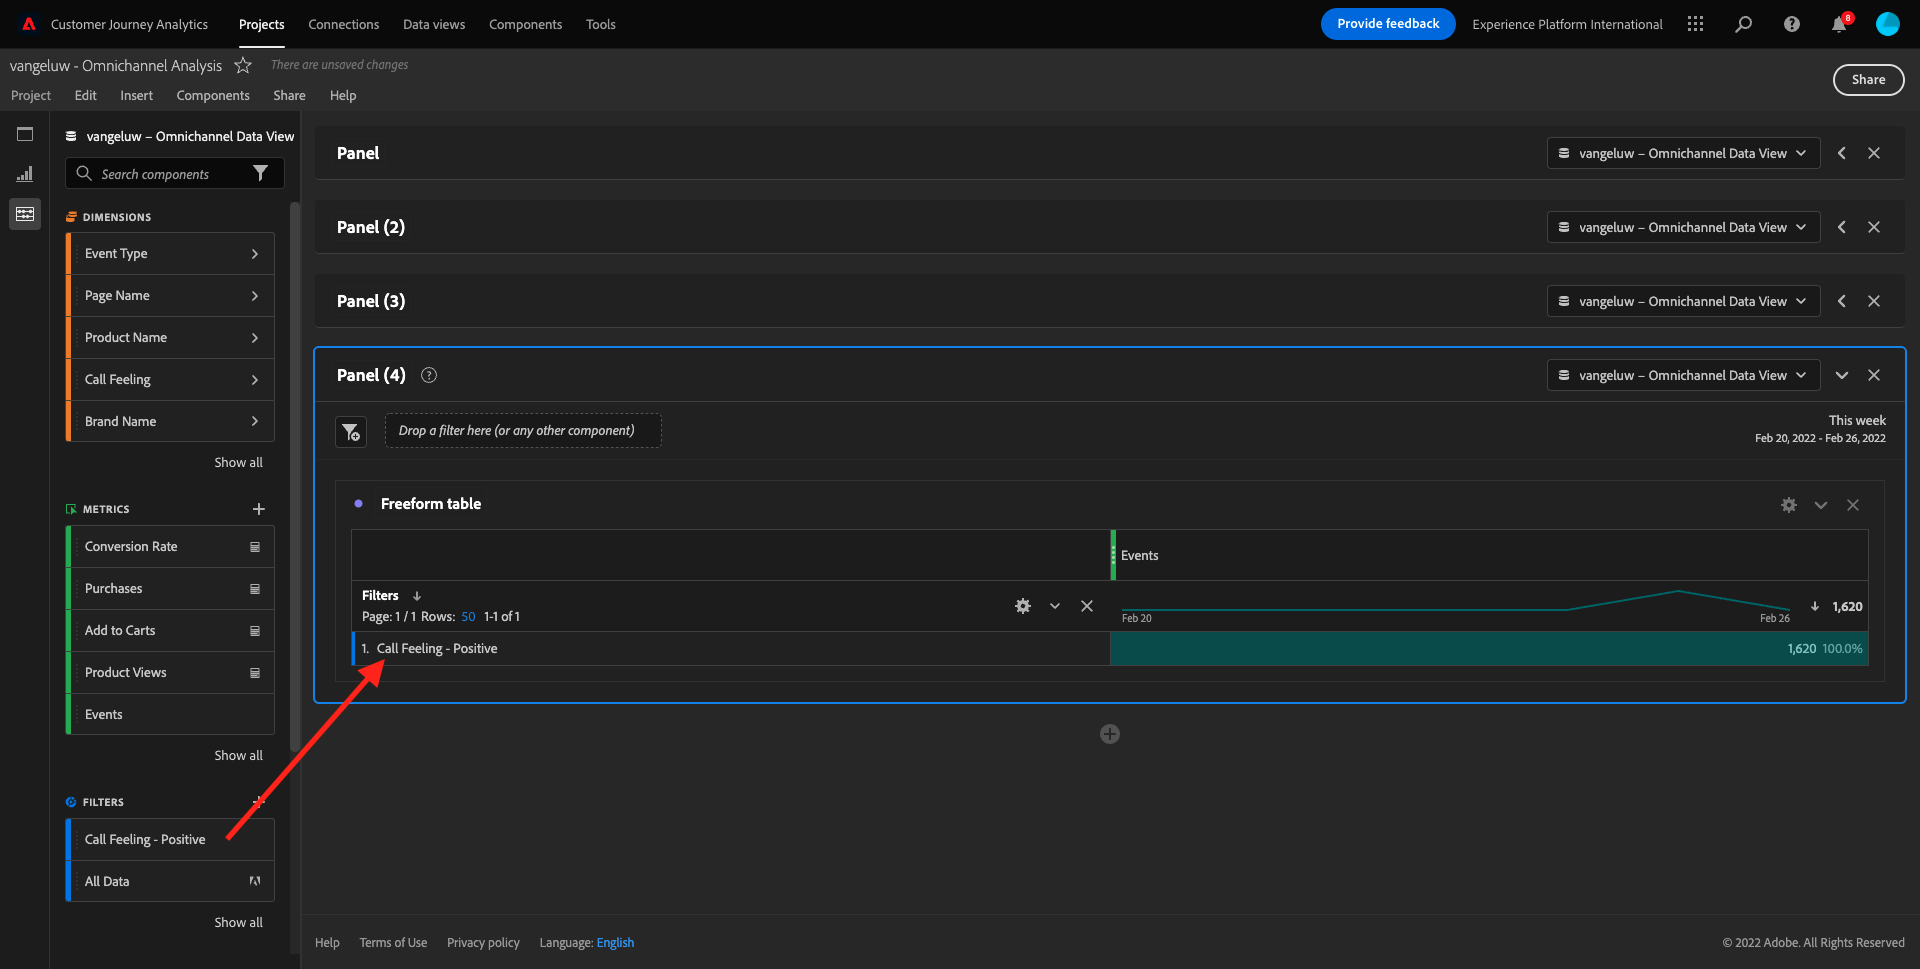 Customer Journey Analytics Projects Connections Data views Components Tools Provide feedback Experience Platform International 8
vangeluw - Omnichannel Analysis There are unsaved changes
Project Edit Insert Components Share Help Share
vangeluw – Omnichannel Data View
Search components
DIMENSIONS
Event Type
Page Name
Product Name
Call Feeling
Brand Name
Show all
METRICS
Conversion Rate
Purchases
Add to Carts
Product Views
Events
Show all
FILTERS
Call Feeling - Positive
All Data
Show all
Panel vangeluw – Omnichannel Data View
Panel (2) vangeluw – Omnichannel Data View
Panel (3) vangeluw – Omnichannel Data View
Panel (4) ? vangeluw – Omnichannel Data View
Drop a filter here (or any other component) This week
Feb 20, 2022 - Feb 26, 2022
Freeform table
Events
Filters
Page: 1 / 1 Rows: 50 1-1 of 1
Feb 20 Feb 26 1,620
1. Call Feeling - Positive 1,620 100.0%
Help Terms of Use Privacy policy Language: English © 2022 Adobe. All Rights Reserved